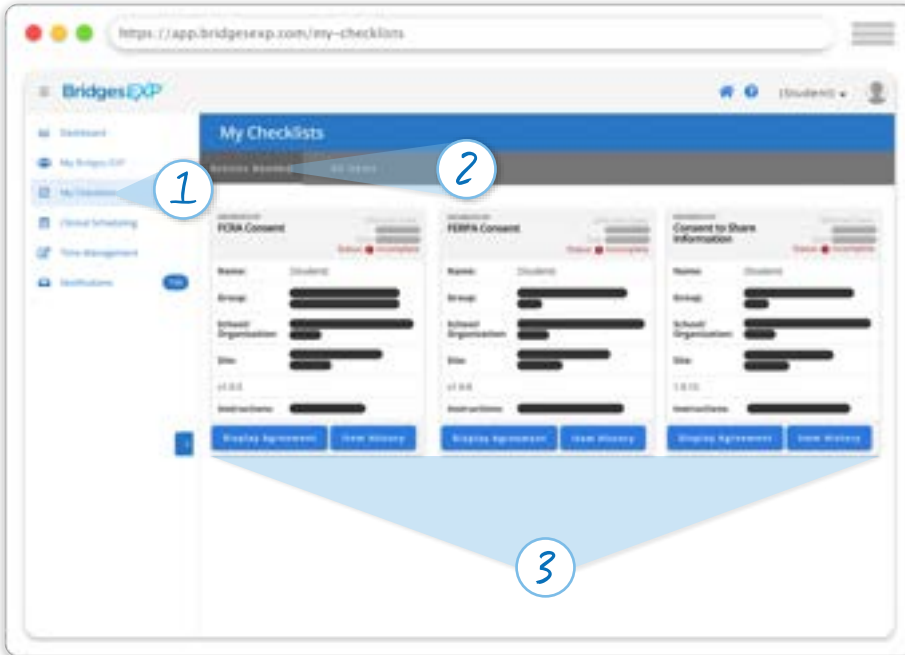 https://app.bridgesexp.com/my-checklists
BridgesEXP
(Student)
Dashboard
My Bridges EXP
My Checklists
Clinical Scheduling
Time Management
Notifications
My Checklists
Actions Needed
All Items
1
2
3
FCRA Consent
Status: Incomplete
Name: (Student)
Group:
School/
Organization:
Site:
Instructions:
Display Agreement Item History
FERPA Consent
Status: Incomplete
Name: (Student)
Group:
School/
Organization:
Site:
Instructions:
Display Agreement Item History
Consent to Share
Information
Status: Incomplete
Name: (Student)
Group:
School/
Organization:
Site:
Instructions:
Display Agreement Item History